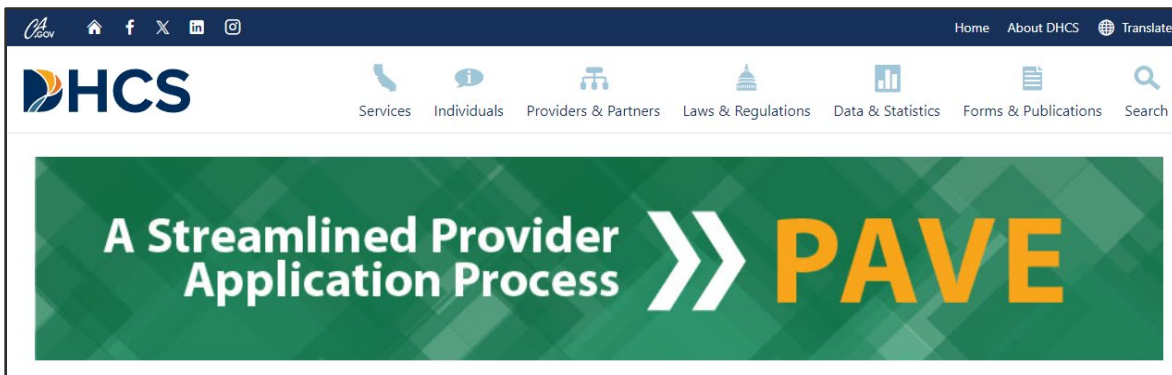 CA.GOV
Home About DHCS Translate
DHCS
Services Individuals Providers & Partners Laws & Regulations Data & Statistics Forms & Publications Search
A Streamlined Provider
Application Process
PAVE